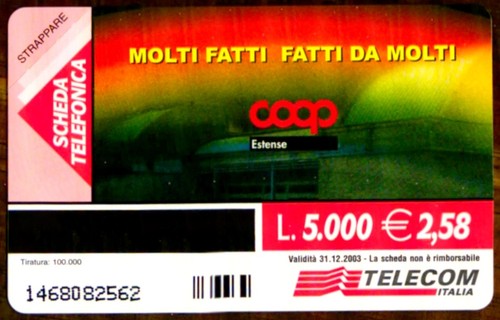 STRAPPARE
SCHEDA
TELEFONICA
MOLTI FATTI FATTI DA MOLTI
coop
Estense
L. 5.000 € 2,58
Tiratura: 100.000
Validità 31.12.2003 - La scheda non è rimborsabile
1468082562
TELECOM
ITALIA